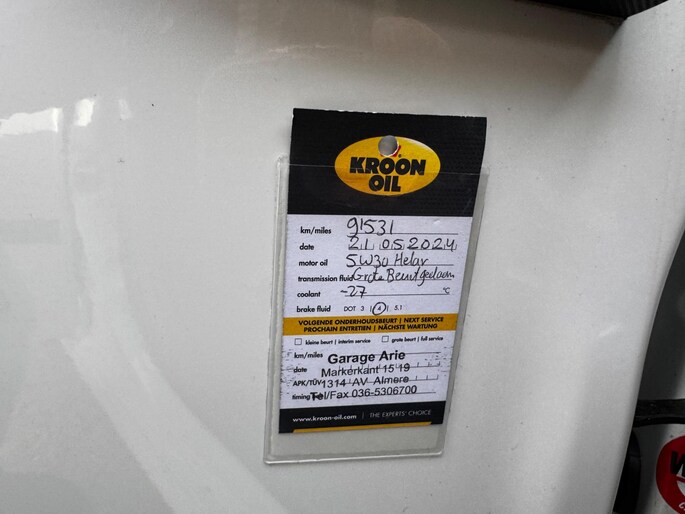 KROON
OIL
km/miles 91531
date 21 05 2024
motor oil 5W30 Helar
transmission fluid Grote Beurt gedaan
coolant -27 °C
brake fluid DOT 3 | 4 | 5.1
VOLGENDE ONDERHOUDSBEURT | NEXT SERVICE
PROCHAIN ENTRETIEN | NÄCHSTE WARTUNG
kleine beurt | interim service grote beurt | full service
km/miles Garage Arie
date Markerkant 15 19
APK/TÜV 1314 AV Almere
timing Tel/Fax 036-5306700
www.kroon-oil.com | THE EXPERTS' CHOICE